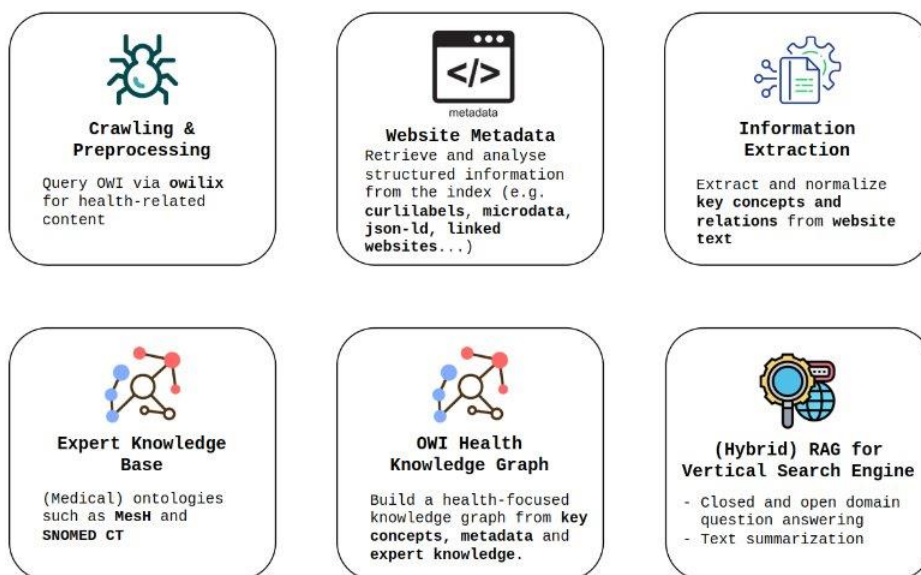 </>
metadata
Crawling &
Preprocessing
Query OWI via owilix
for health-related
content
Website Metadata
Retrieve and analyse
structured information
from the index (e.g.
curlilabels, microdata,
json-ld, linked
websites...)
Information
Extraction
Extract and normalize
key concepts and
relations from website
text
Expert Knowledge
Base
(Medical) ontologies
such as MesH and
SNOMED CT
OWI Health
Knowledge Graph
Build a health-focused
knowledge graph from key
concepts, metadata and
expert knowledge.
(Hybrid) RAG for
Vertical Search Engine
- Closed and open domain
question answering
- Text summarization